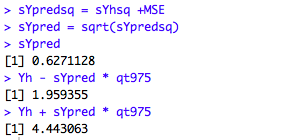 > sYpredsq = sYhsq +MSE
> sYpred = sqrt(sYpredsq)
> sYpred
[1] 0.6271128
> Yh - sYpred * qt975
[1] 1.959355
> Yh + sYpred * qt975
[1] 4.443063